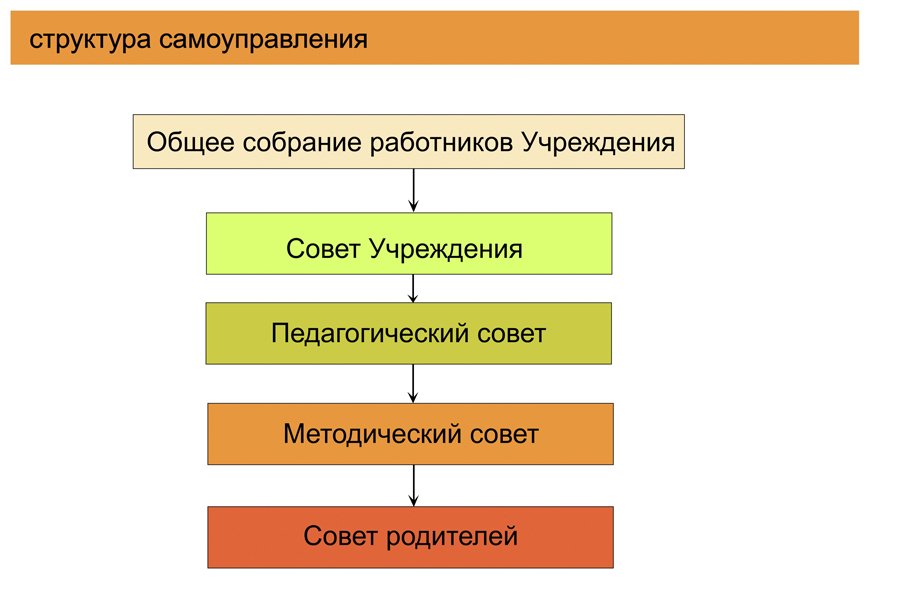 структура самоуправления
Общее собрание работников Учреждения
Совет Учреждения
Педагогический совет
Методический совет
Совет родителей